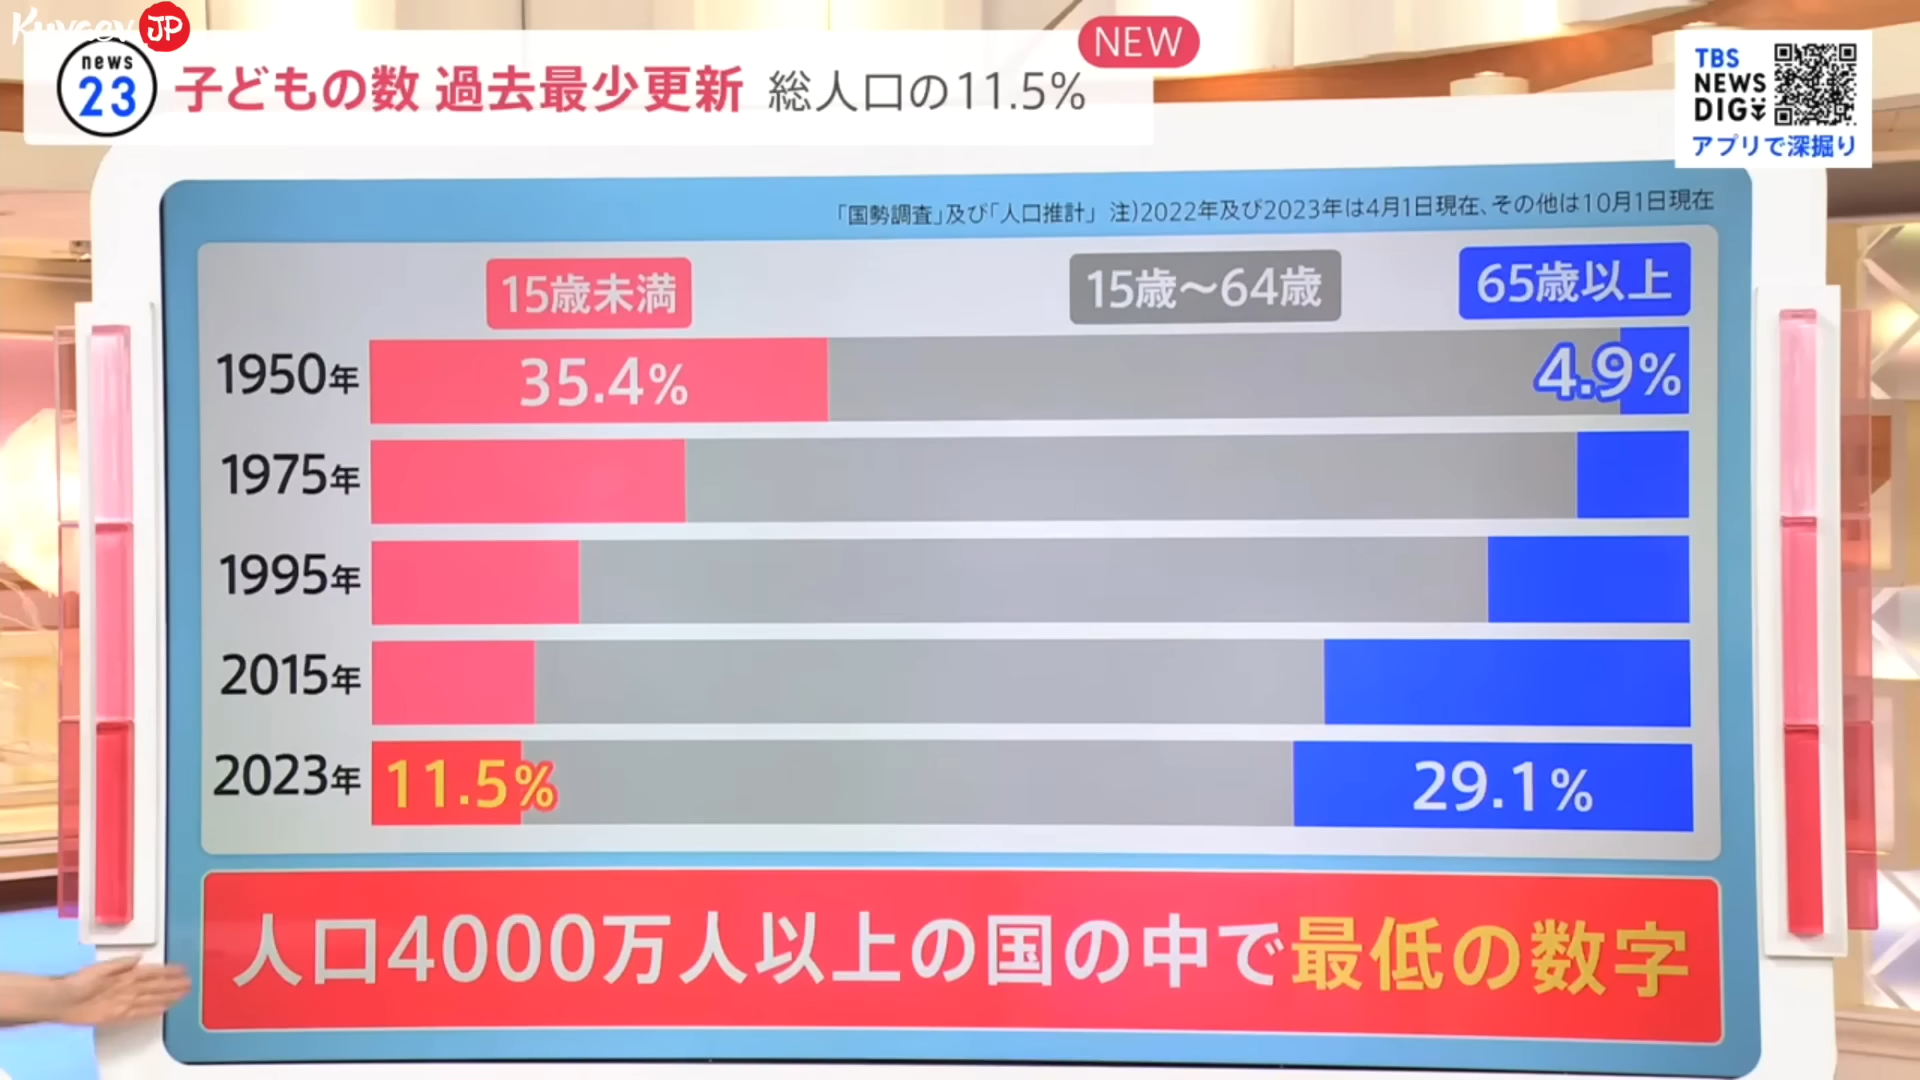 Kuvsev JP
news
23
子どもの数 過去最少更新 総人口の11.5%
NEW
TBS
NEWS
DIG
アプリで深掘り
「国勢調査」及び「人口推計」 注)2022年及び2023年は4月1日現在、その他は10月1日現在
15歳未満 15歳～64歳 65歳以上
1950年 35.4% 4.9%
1975年
1995年
2015年
2023年 11.5% 29.1%
人口4000万人以上の国の中で最低の数字